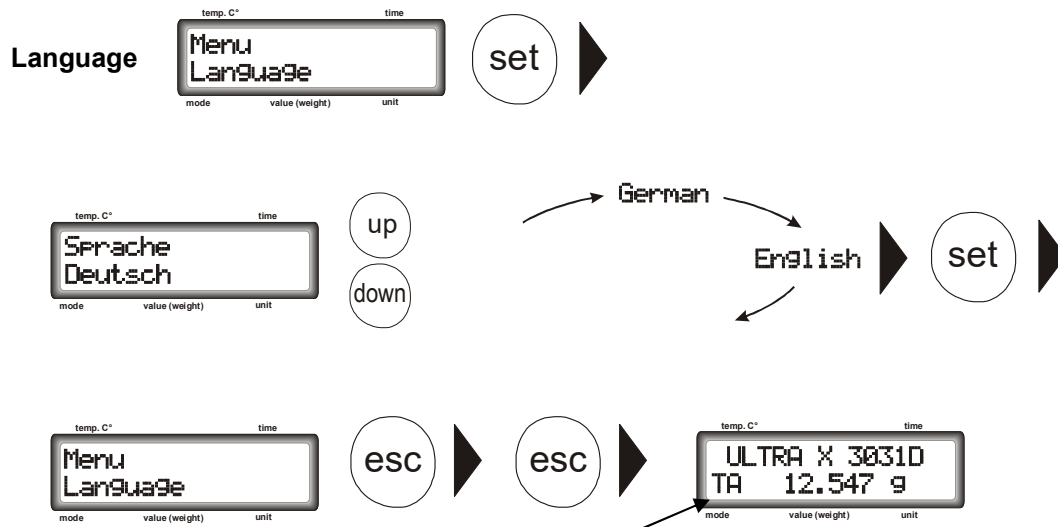 temp. C° time
Language
Menu
Language
set
mode value (weight) unit
German
temp. C° time
up
Sprache
Deutsch
English
set
down
mode value (weight) unit
temp. C° time
Menu
Language
esc
esc
mode value (weight) unit
temp. C° time
ULTRA X 3031D
TA 12.547 g
mode value (weight) unit